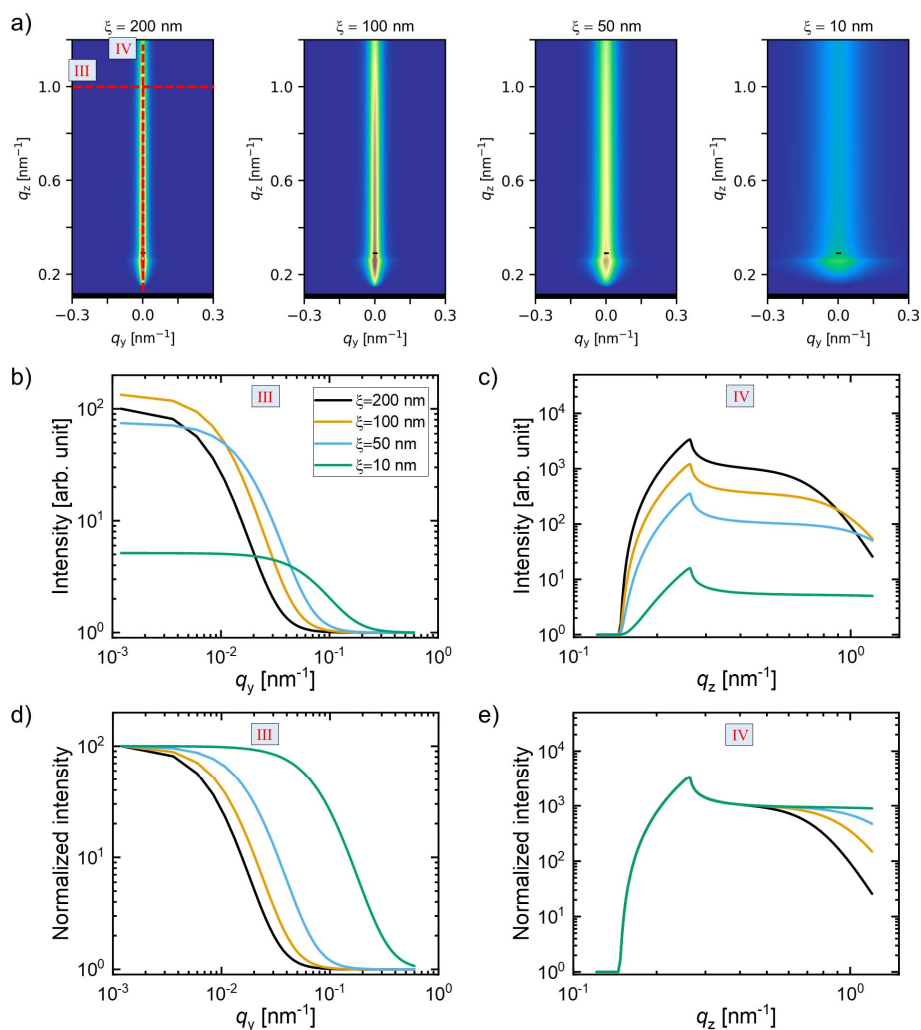 a)
ξ = 200 nm
ξ = 100 nm
ξ = 50 nm
ξ = 10 nm
IV
III
1.0
0.6
0.2
qz [nm⁻¹]
−0.3 0.0 0.3
qy [nm⁻¹]
1.0
0.6
0.2
qz [nm⁻¹]
−0.3 0.0 0.3
qy [nm⁻¹]
1.0
0.6
0.2
qz [nm⁻¹]
−0.3 0.0 0.3
qy [nm⁻¹]
1.0
0.6
0.2
qz [nm⁻¹]
−0.3 0.0 0.3
qy [nm⁻¹]
b)
III
ξ=200 nm
ξ=100 nm
ξ=50 nm
ξ=10 nm
Intensity [arb. unit]
10²
10¹
10⁰
10⁻³ 10⁻² 10⁻¹ 10⁰
qy [nm⁻¹]
c)
IV
Intensity [arb. unit]
10⁴
10³
10²
10¹
10⁰
10⁻¹ 10⁰
qz [nm⁻¹]
d)
III
Normalized intensity
10²
10¹
10⁰
10⁻³ 10⁻² 10⁻¹ 10⁰
qy [nm⁻¹]
e)
IV
Normalized intensity
10⁴
10³
10²
10¹
10⁰
10⁻¹ 10⁰
qz [nm⁻¹]